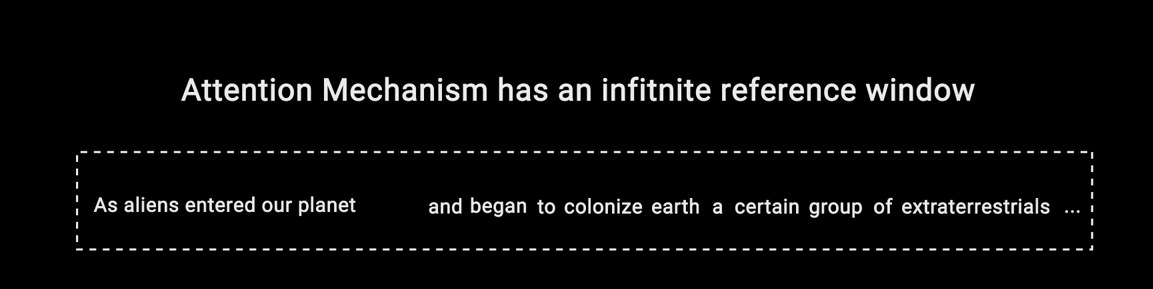 Attention Mechanism has an infitnite reference window
As aliens entered our planet and began to colonize earth a certain group of extraterrestrials ...